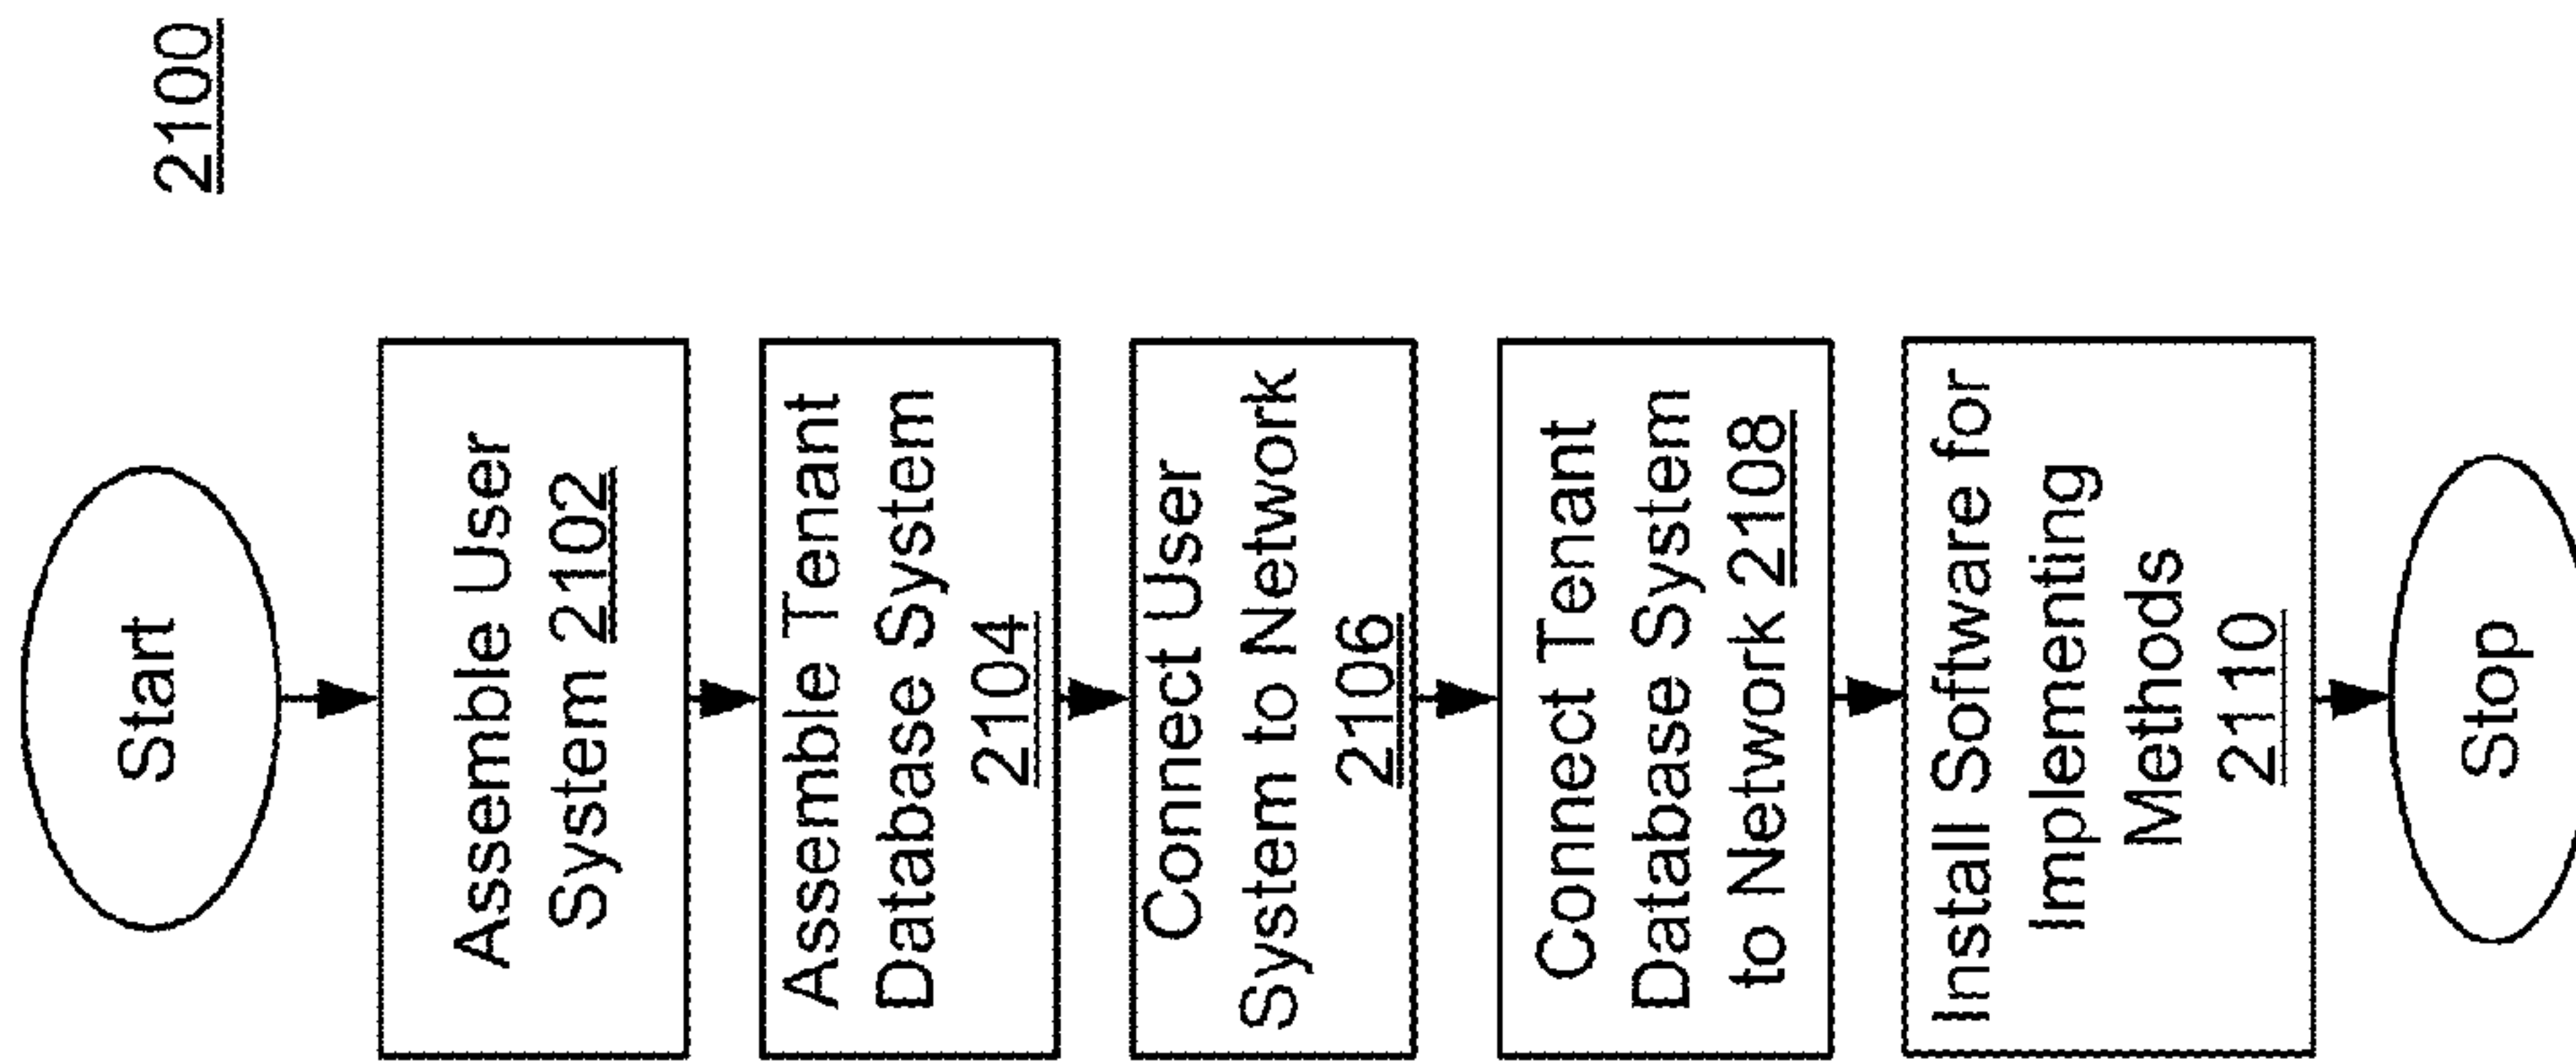 2100
Start
Assemble User
System 2102
Assemble Tenant
Database System
2104
Connect User
System to Network
2106
Connect Tenant
Database System
to Network 2108
Install Software for
Implementing
Methods
2110
Stop